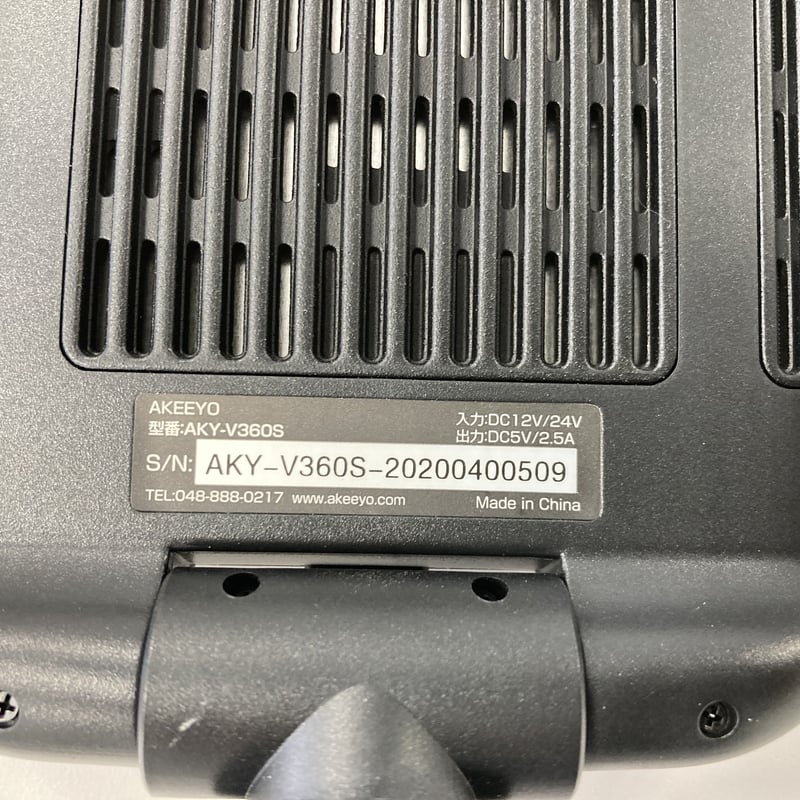 AKEEYO
型番:AKY-V360S
入力:DC12V/24V
出力:DC5V/2.5A
S/N: AKY-V360S-20200400509
TEL:048-888-0217 www.akeeyo.com
Made in China